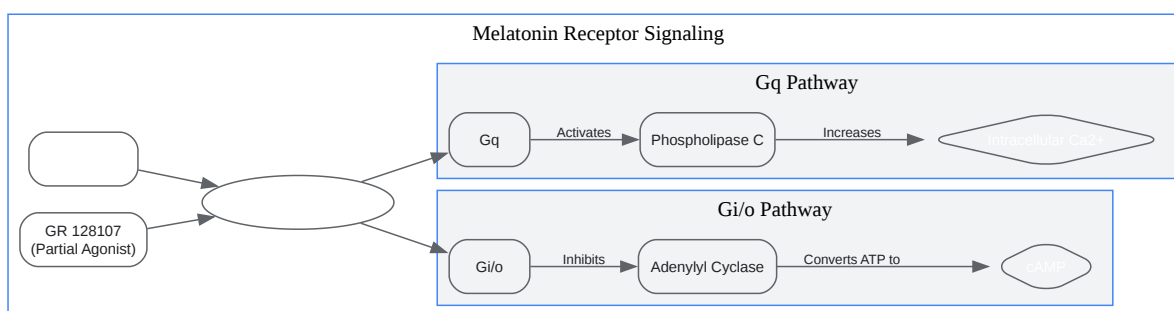 Melatonin Receptor Signaling
Gq Pathway
Gq
Activates
Phospholipase C
Increases
Intracellular Ca2+
GR 128107
(Partial Agonist)
Gi/o Pathway
Gi/o
Inhibits
Adenylyl Cyclase
Converts ATP to
cAMP